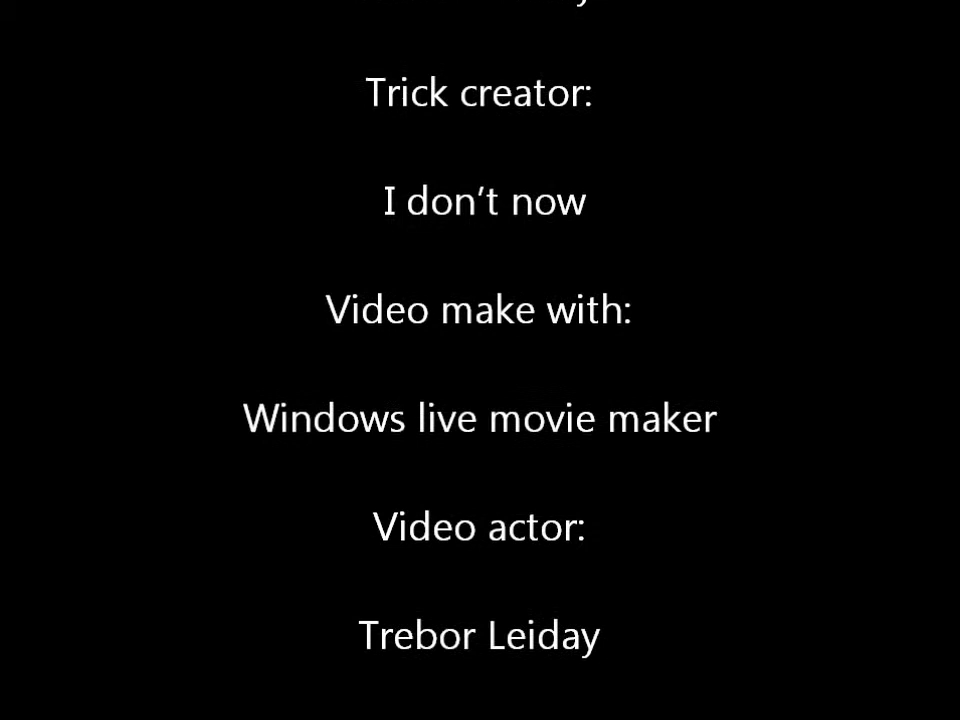 Trick creator:
I don't now
Video make with:
Windows live movie maker
Video actor:
Trebor Leiday